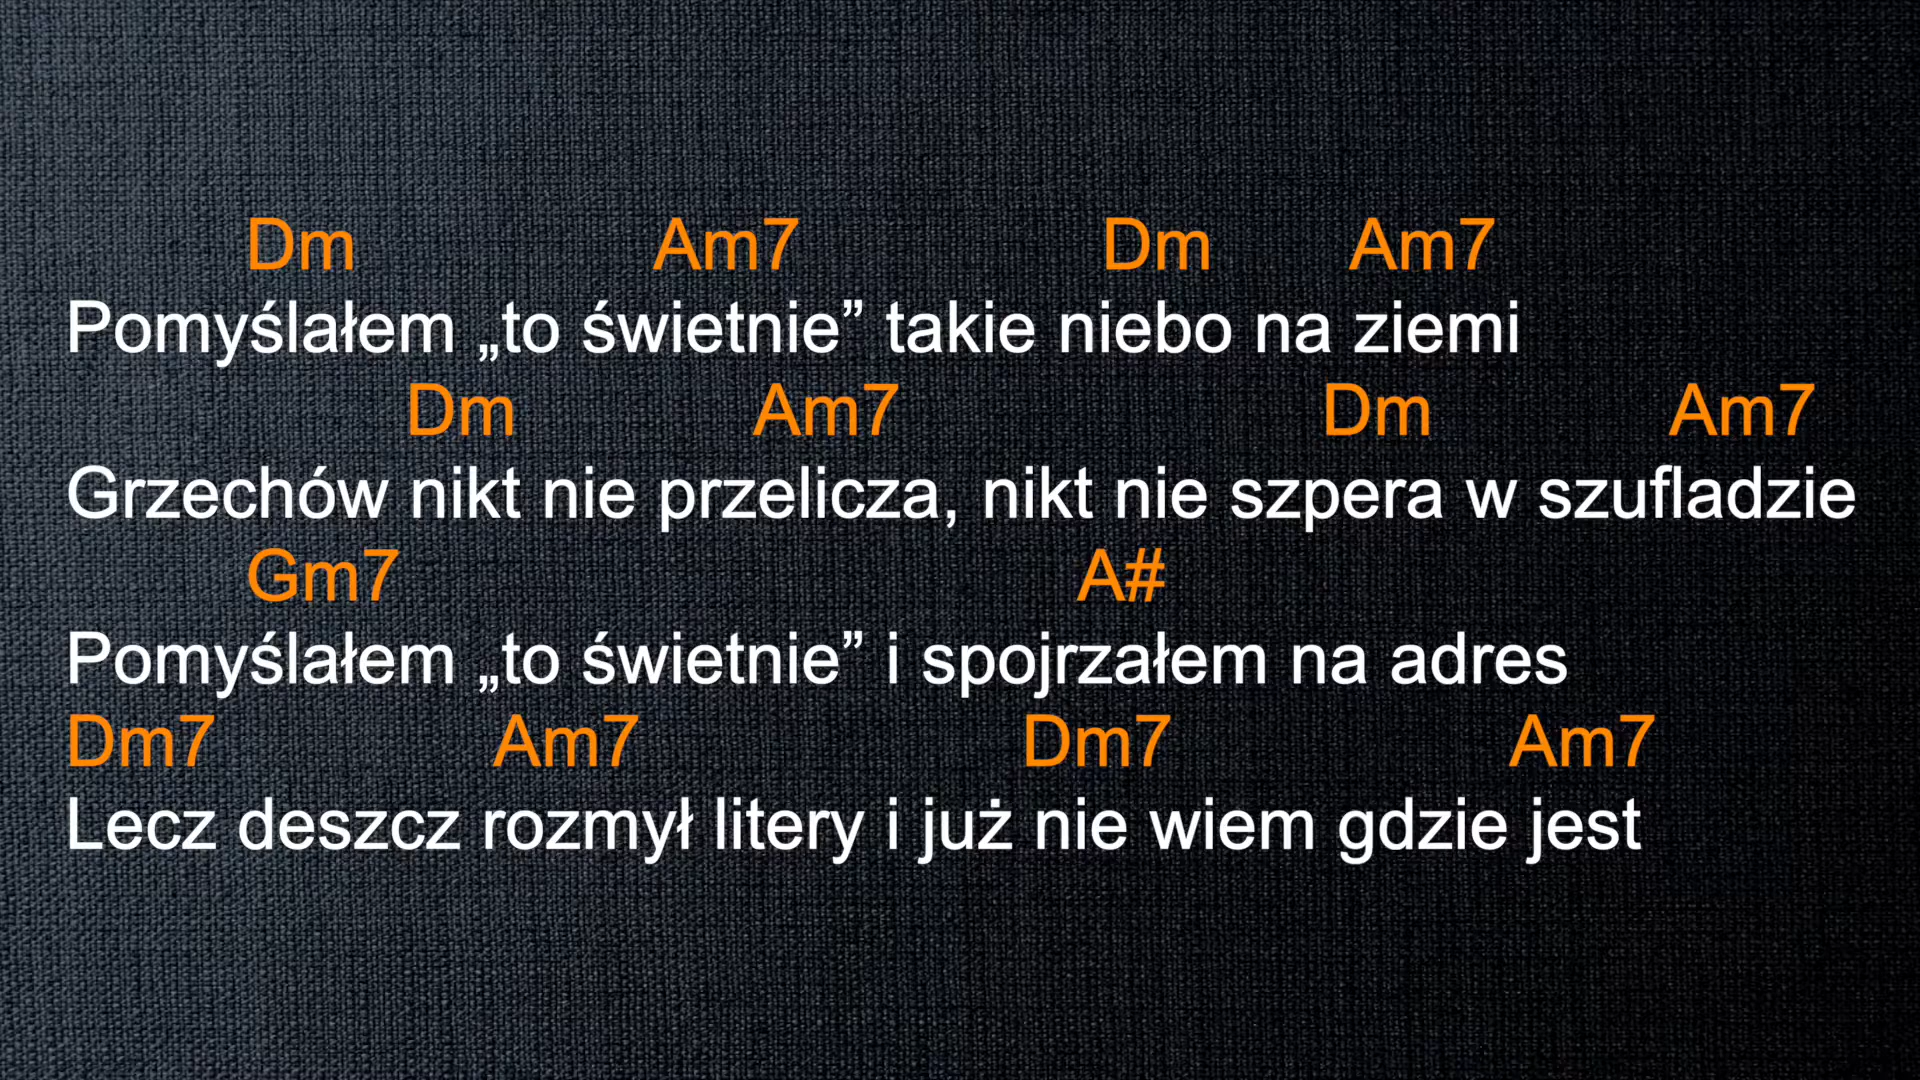 Dm Am7 Dm Am7
Pomyślałem „to świetnie” takie niebo na ziemi
Dm Am7 Dm Am7
Grzechów nikt nie przelicza, nikt nie szpera w szufladzie
Gm7 A#
Pomyślałem „to świetnie” i spojrzałem na adres
Dm7 Am7 Dm7 Am7
Lecz deszcz rozmył litery i już nie wiem gdzie jest